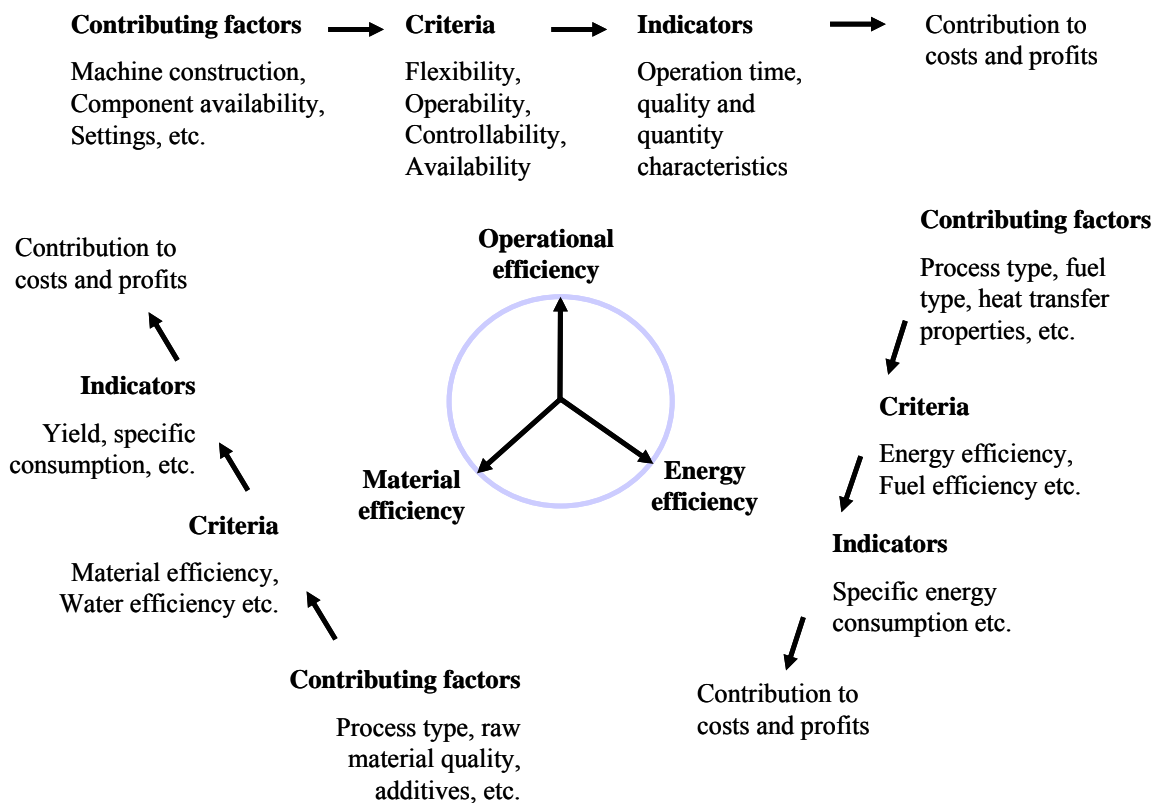 Contributing factors
Machine construction,
Component availability,
Settings, etc.
Criteria
Flexibility,
Operability,
Controllability,
Availability
Indicators
Operation time,
quality and
quantity
characteristics
Contribution to
costs and profits
Operational
efficiency
Energy
efficiency
Material
efficiency
Contributing factors
Process type, fuel
type, heat transfer
properties, etc.
Criteria
Energy efficiency,
Fuel efficiency etc.
Indicators
Specific energy
consumption etc.
Contribution to
costs and profits
Contributing factors
Process type, raw
material quality,
additives, etc.
Criteria
Material efficiency,
Water efficiency etc.
Indicators
Yield, specific
consumption, etc.
Contribution to
costs and profits